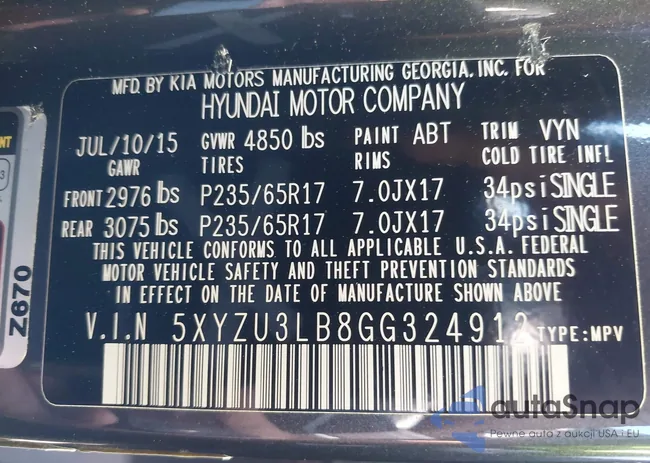 MFD. BY KIA MOTORS MANUFACTURING GEORGIA, INC. FOR
HYUNDAI MOTOR COMPANY
JUL/10/15 GVWR 4850 lbs PAINT ABT TRIM VYN
GAWR TIRES RIMS COLD TIRE INFL
FRONT 2976 lbs P235/65R17 7.0JX17 34psi SINGLE
REAR 3075 lbs P235/65R17 7.0JX17 34psi SINGLE
THIS VEHICLE CONFORMS TO ALL APPLICABLE U.S.A. FEDERAL
MOTOR VEHICLE SAFETY AND THEFT PREVENTION STANDARDS
IN EFFECT ON THE DATE OF MANUFACTURE SHOWN ABOVE
V.I.N 5XYZU3LB8GG324912 TYPE:MPV
Z670
autoSnap
Pewne auta z aukcji USA i EU